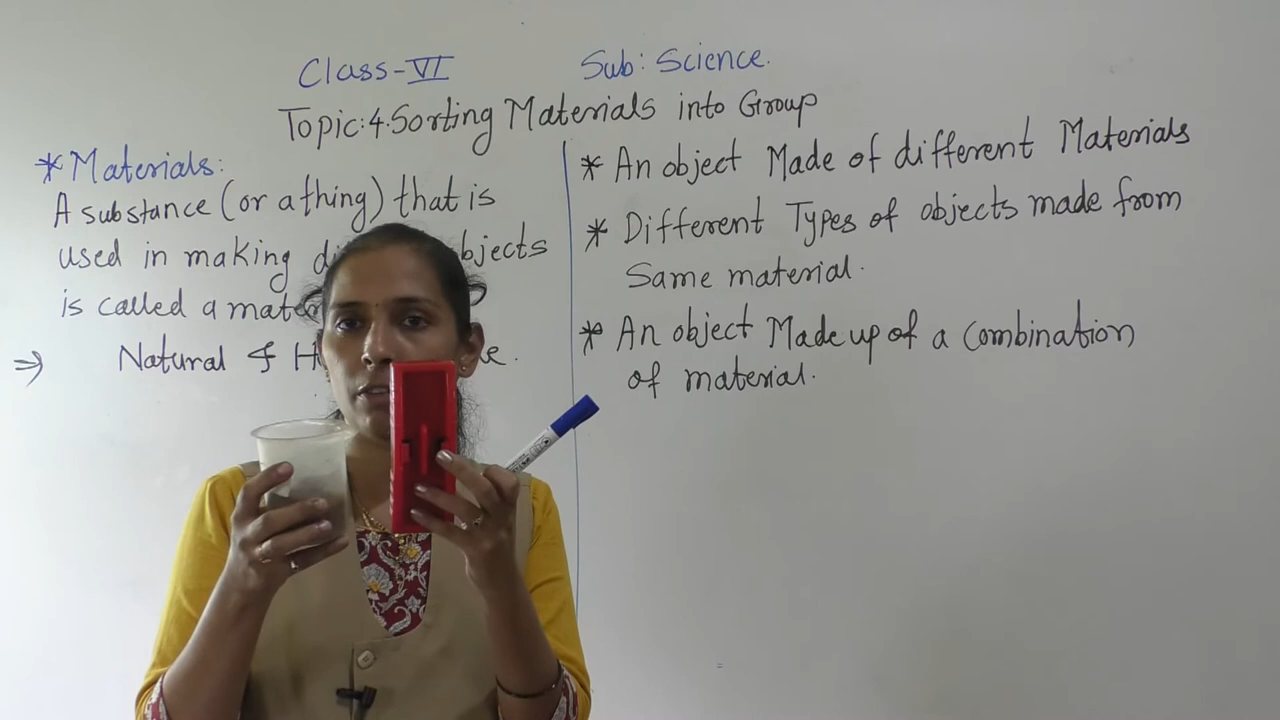 Class-VI Sub: Science.
Topic:4.Sorting Materials into Group
*Materials:
A substance (or a thing) that is
used in making
is called a
⇒ Natural &
* An object Made of different Materials
* Different Types of objects made from
Same material.
* An object Made up of a Combination
of material.